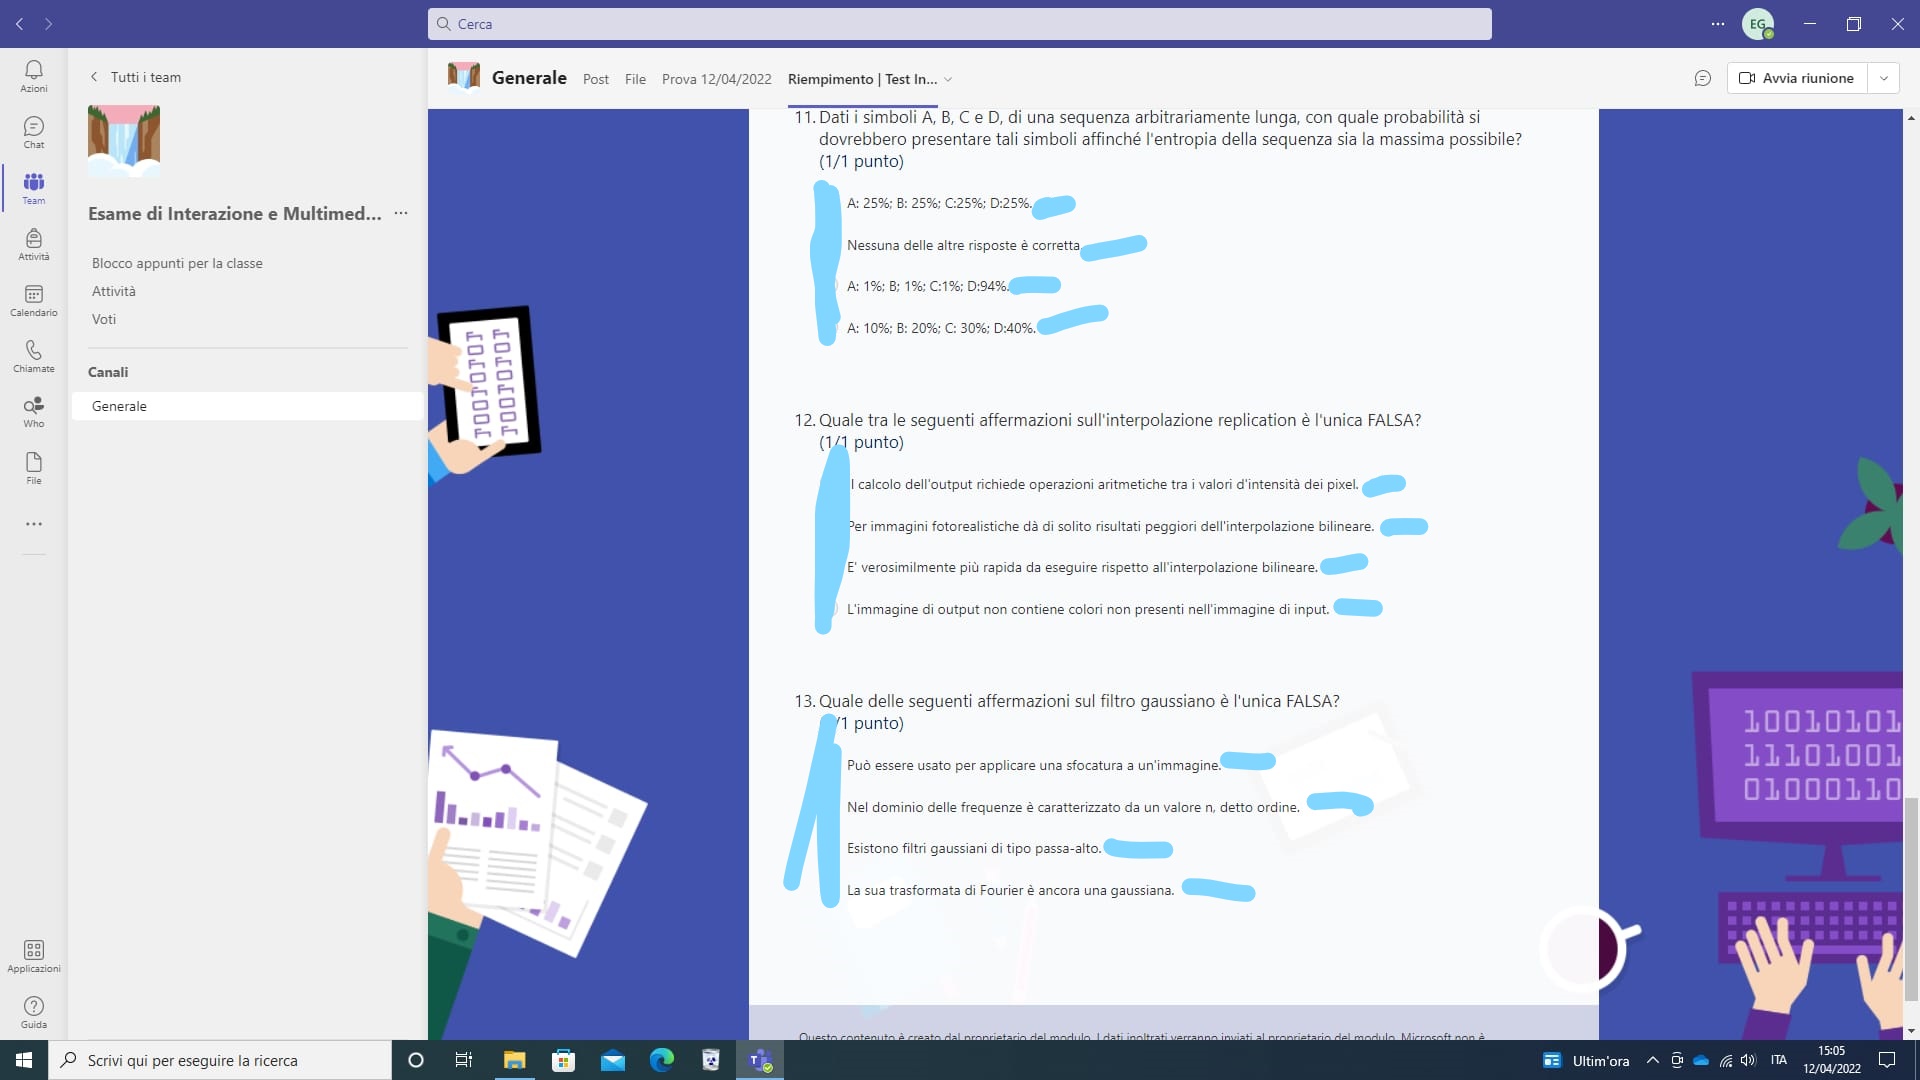 Cerca
EG
Azioni
Chat
Team
Attività
Calendario
Chiamate
Who
File
Applicazioni
Guida
Tutti i team
Esame di Interazione e Multimed...
Blocco appunti per la classe
Attività
Voti
Canali
Generale
Generale
Post
File
Prova 12/04/2022
Riempimento | Test In...
Avvia riunione
11. Dati i simboli A, B, C e D, di una sequenza arbitrariamente lunga, con quale probabilità si
dovrebbero presentare tali simboli affinché l'entropia della sequenza sia la massima possibile?
(1/1 punto)
A: 25%; B: 25%; C:25%; D:25%.
Nessuna delle altre risposte è corretta.
A: 1%; B; 1%; C:1%; D:94%.
A: 10%; B: 20%; C: 30%; D:40%.
12. Quale tra le seguenti affermazioni sull'interpolazione replication è l'unica FALSA?
(1/1 punto)
l calcolo dell'output richiede operazioni aritmetiche tra i valori d'intensità dei pixel.
Per immagini fotorealistiche dà di solito risultati peggiori dell'interpolazione bilineare.
E' verosimilmente più rapida da eseguire rispetto all'interpolazione bilineare.
L'immagine di output non contiene colori non presenti nell'immagine di input.
13. Quale delle seguenti affermazioni sul filtro gaussiano è l'unica FALSA?
/1 punto)
Può essere usato per applicare una sfocatura a un'immagine.
Nel dominio delle frequenze è caratterizzato da un valore n, detto ordine.
Esistono filtri gaussiani di tipo passa-alto.
La sua trasformata di Fourier è ancora una gaussiana.
Questo contenuto è creato dal proprietario del modulo. I dati inoltrati verranno inviati al proprietario del modulo. Microsoft non è
10010101
11101001
01000110
Scrivi qui per eseguire la ricerca
Ultim'ora
ITA
15:05
12/04/2022